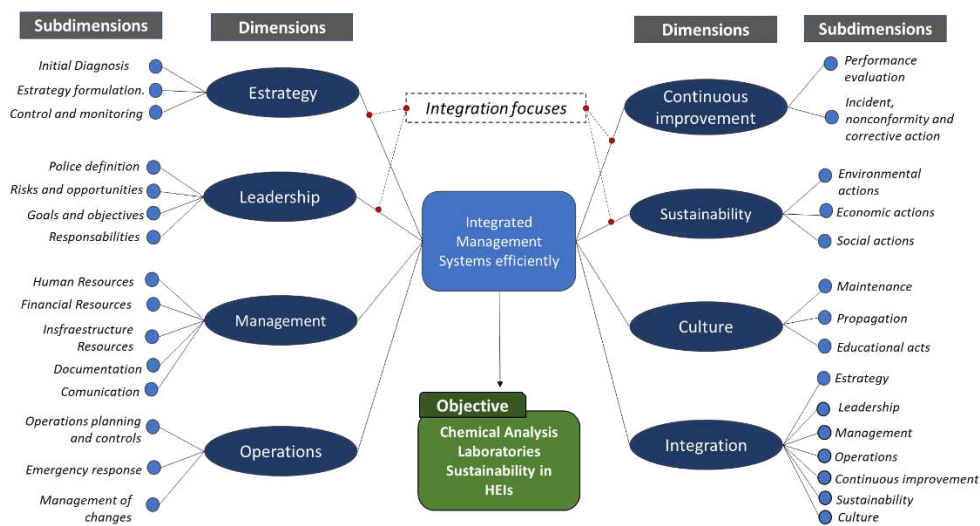 Subdimensions
Dimensions
Initial Diagnosis
Estrategy formulation.
Control and monitoring
Estrategy
Police definition
Risks and opportunities
Goals and objectives
Responsabilities
Leadership
Human Resources
Financial Resources
Insfraestructure
Resources
Documentation
Comunication
Management
Operations planning
and controls
Emergency response
Management of
changes
Operations
Integration focuses
Integrated
Management
Systems efficiently
Objective
Chemical Analysis
Laboratories
Sustainability in
HEIs
Dimensions
Subdimensions
Continuous
improvement
Performance
evaluation
Incident,
nonconformity and
corrective action
Sustainability
Environmental
actions
Economic actions
Social actions
Culture
Maintenance
Propagation
Educational acts
Integration
Estrategy
Leadership
Management
Operations
Continuous improvement
Sustainability
Culture